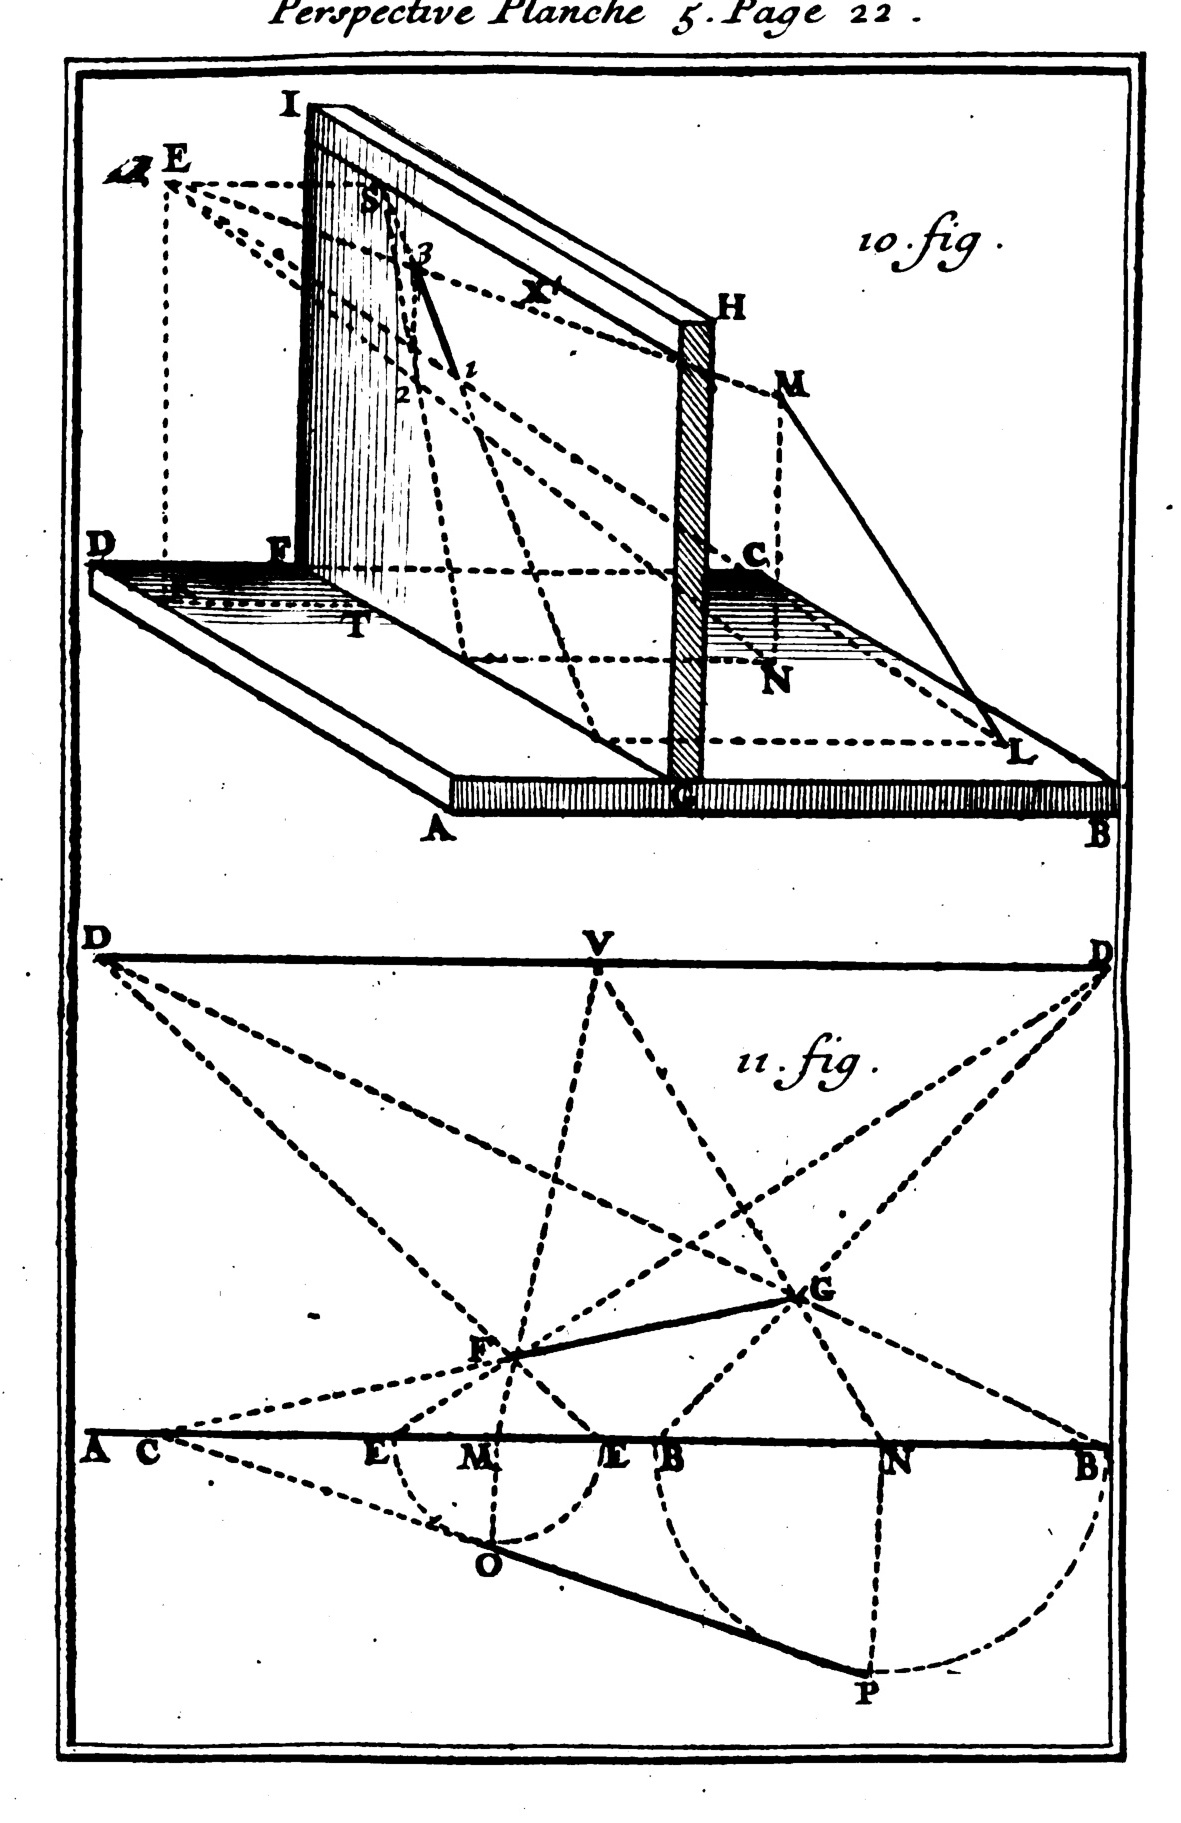 Perspective Planche 5. Page 22.
I
E
S
3
10. fig.
X
H
1
M
2
D
F
C
T
N
L
G
A
B
D
V
D
11. fig.
G
F
A C E M E B N B
O
P